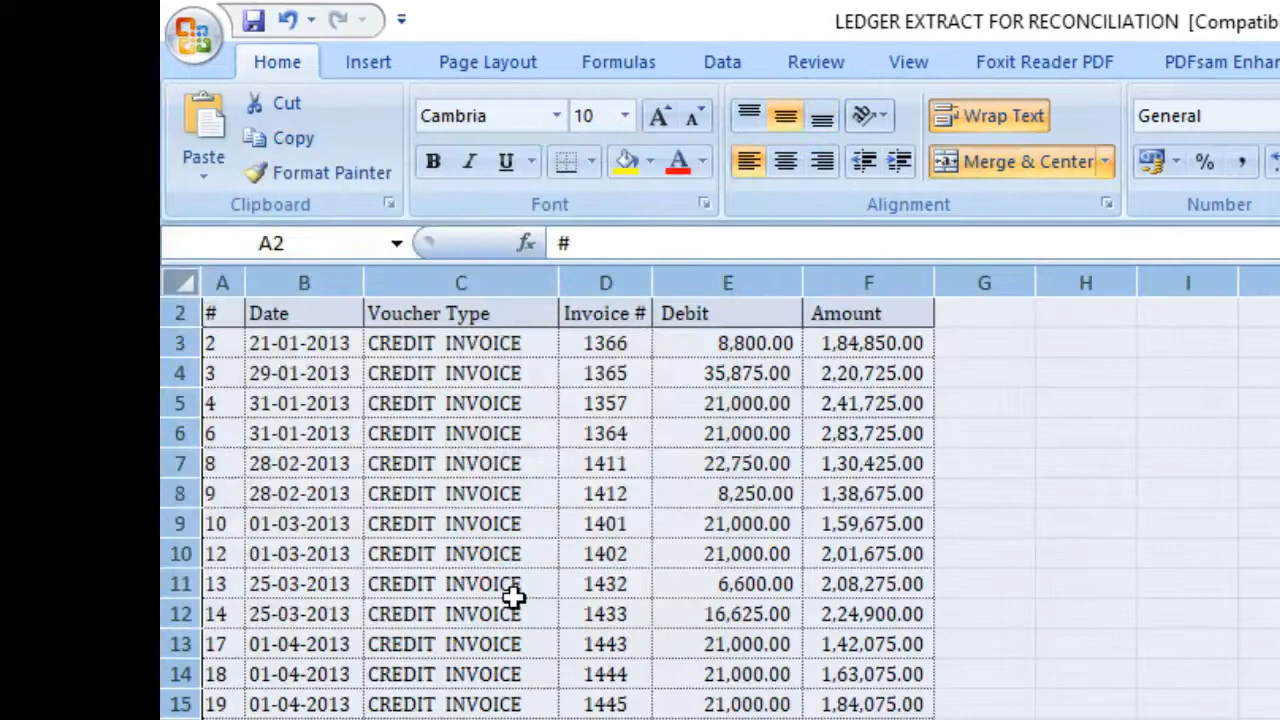 LEDGER EXTRACT FOR RECONCILIATION [Compatib
Home Insert Page Layout Formulas Data Review View Foxit Reader PDF PDFsam Enhan
Paste
Cut
Copy
Format Painter
Clipboard
Cambria 10 A A
B I U A
Font
Wrap Text
Merge & Center
Alignment
General
% ,
Number
A2 fx #
A B C D E F G H I
2 # Date Voucher Type Invoice # Debit Amount
3 2 21-01-2013 CREDIT INVOICE 1366 8,800.00 1,84,850.00
4 3 29-01-2013 CREDIT INVOICE 1365 35,875.00 2,20,725.00
5 4 31-01-2013 CREDIT INVOICE 1357 21,000.00 2,41,725.00
6 6 31-01-2013 CREDIT INVOICE 1364 21,000.00 2,83,725.00
7 8 28-02-2013 CREDIT INVOICE 1411 22,750.00 1,30,425.00
8 9 28-02-2013 CREDIT INVOICE 1412 8,250.00 1,38,675.00
9 10 01-03-2013 CREDIT INVOICE 1401 21,000.00 1,59,675.00
10 12 01-03-2013 CREDIT INVOICE 1402 21,000.00 2,01,675.00
11 13 25-03-2013 CREDIT INVOICE 1432 6,600.00 2,08,275.00
12 14 25-03-2013 CREDIT INVOICE 1433 16,625.00 2,24,900.00
13 17 01-04-2013 CREDIT INVOICE 1443 21,000.00 1,42,075.00
14 18 01-04-2013 CREDIT INVOICE 1444 21,000.00 1,63,075.00
15 19 01-04-2013 CREDIT INVOICE 1445 21,000.00 1,84,075.00